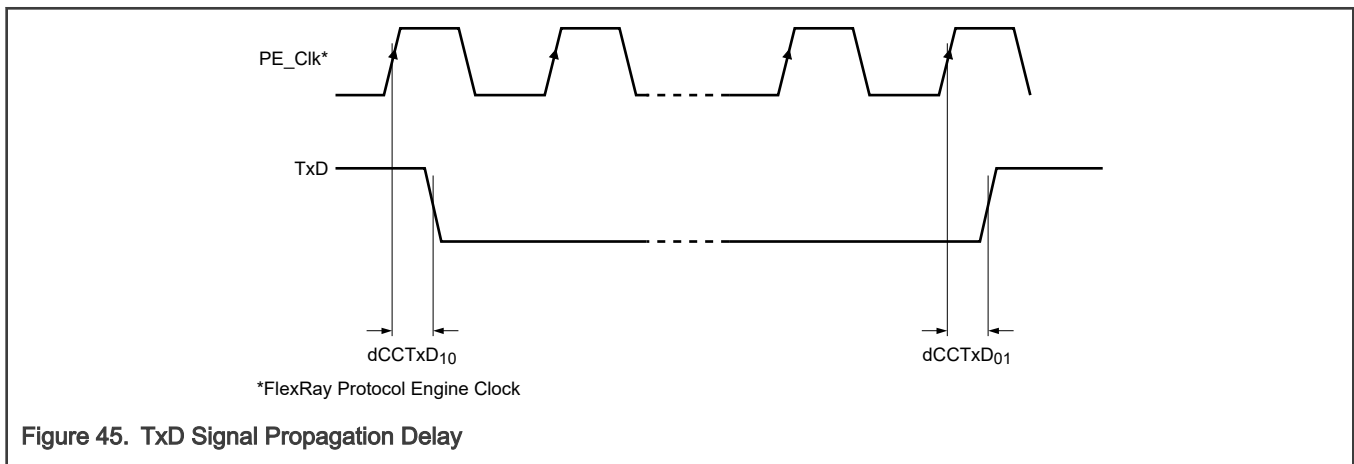 PE_Clk*
TxD
dCCTxD10 dCCTxD01
*FlexRay Protocol Engine Clock
Figure 45. TxD Signal Propagation Delay